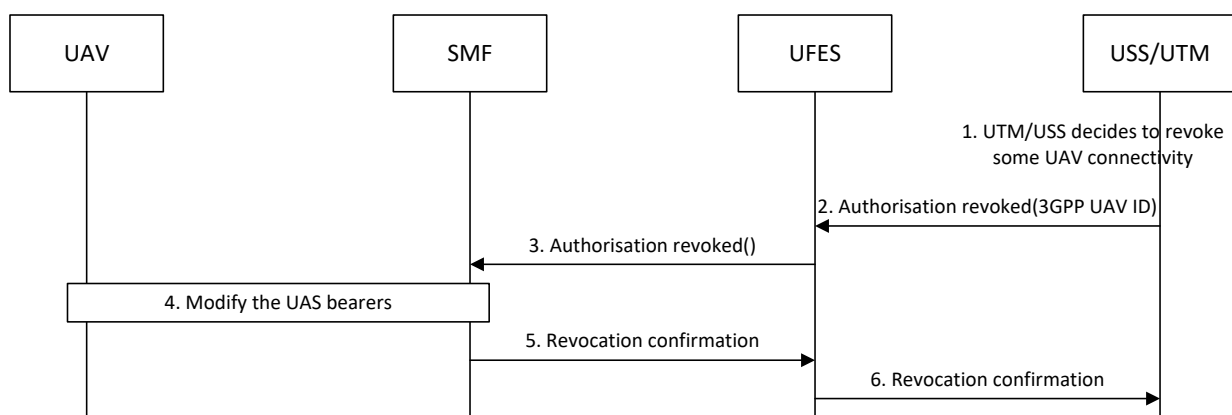 UAV
SMF
UFES
USS/UTM
1. UTM/USS decides to revoke
some UAV connectivity
2. Authorisation revoked(3GPP UAV ID)
3. Authorisation revoked()
4. Modify the UAS bearers
5. Revocation confirmation
6. Revocation confirmation